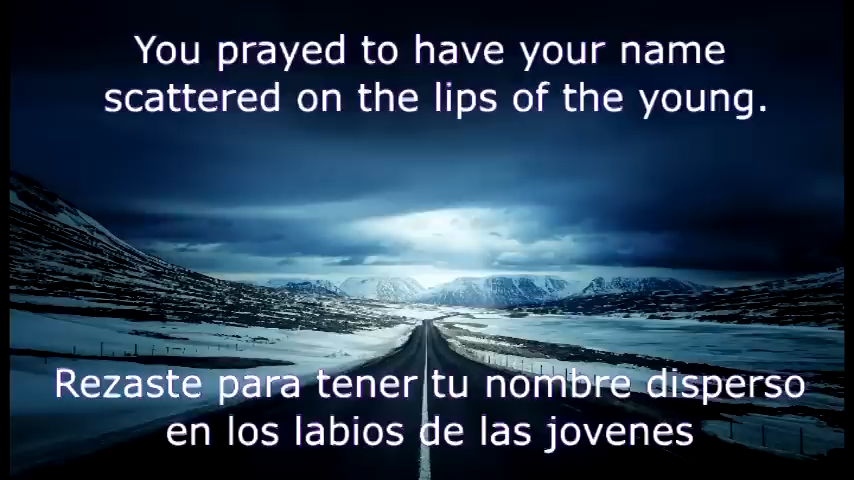 You prayed to have your name
scattered on the lips of the young.
Rezaste para tener tu nombre disperso
en los labios de las jovenes